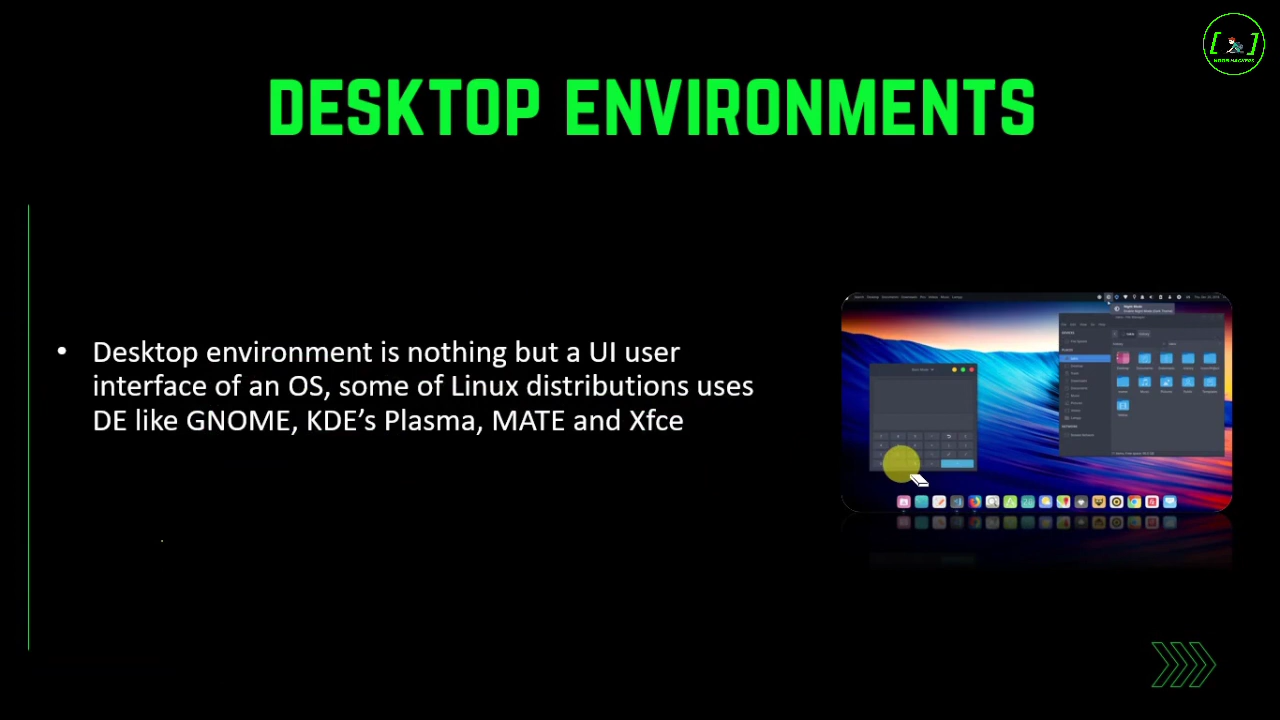 DESKTOP ENVIRONMENTS
• Desktop environment is nothing but a UI user
interface of an OS, some of Linux distributions uses
DE like GNOME, KDE’s Plasma, MATE and Xfce